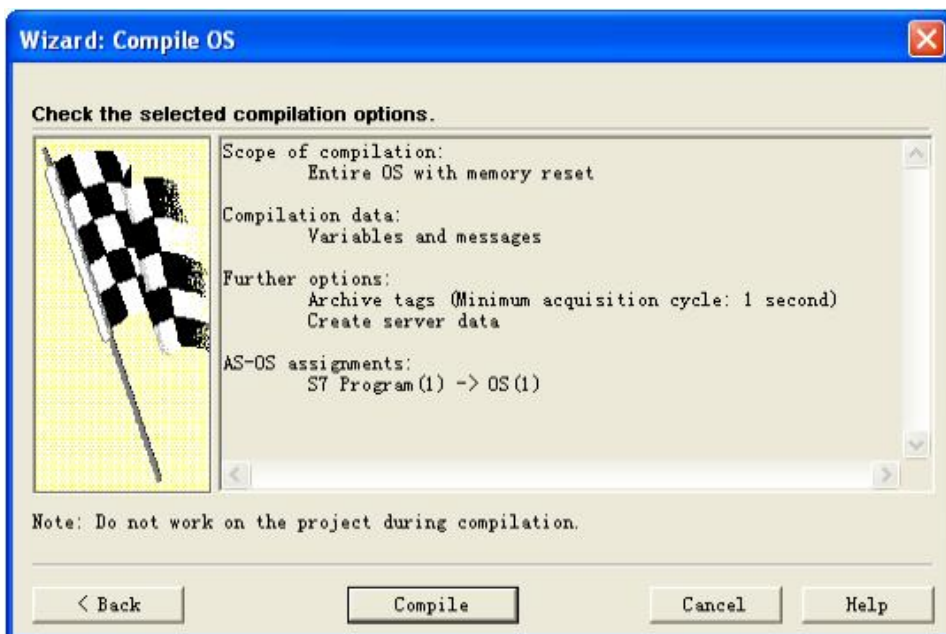 Wizard: Compile OS
Check the selected compilation options.
Scope of compilation:
Entire OS with memory reset
Compilation data:
Variables and messages
Further options:
Archive tags (Minimum acquisition cycle: 1 second)
Create server data
AS-OS assignments:
S7 Program(1) -> OS(1)
Note: Do not work on the project during compilation.
< Back
Compile
Cancel
Help